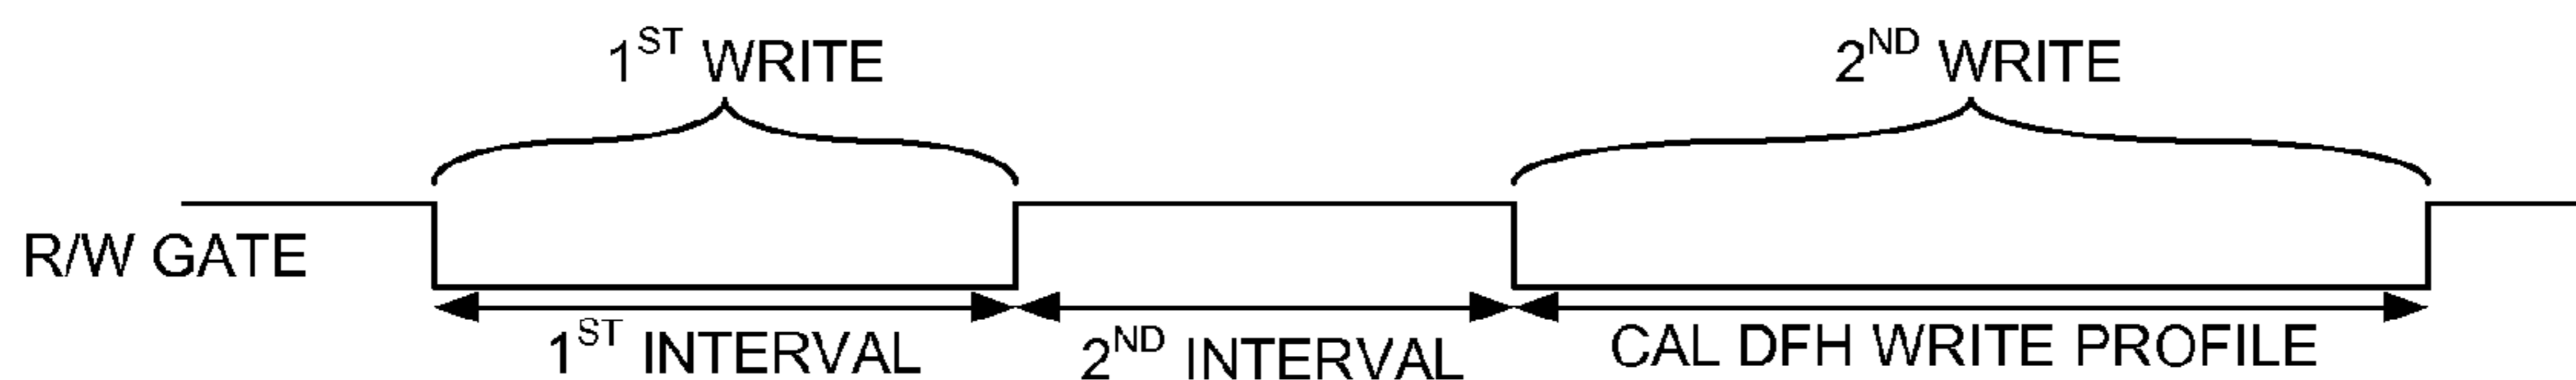 1ST WRITE
2ND WRITE
R/W GATE
1ST INTERVAL
2ND INTERVAL
CAL DFH WRITE PROFILE